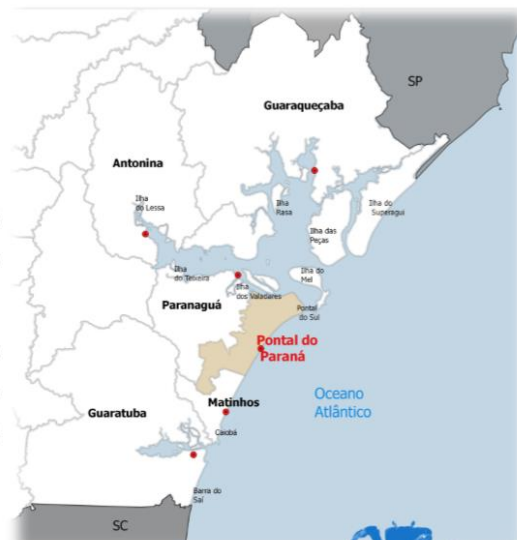 SP
Guaraqueçaba
Antonina
Ilha
do Lessa
Ilha
Rasa
Ilha do
Superagui
Ilha das
Peças
Ilha
do Teixeira
Ilha do
Mel
Ilha
dos Valadares
Paranaguá
Pontal
do Sul
Pontal do
Paraná
Oceano
Atlântico
Matinhos
Guaratuba
Caiobá
Barra do
Saí
SC